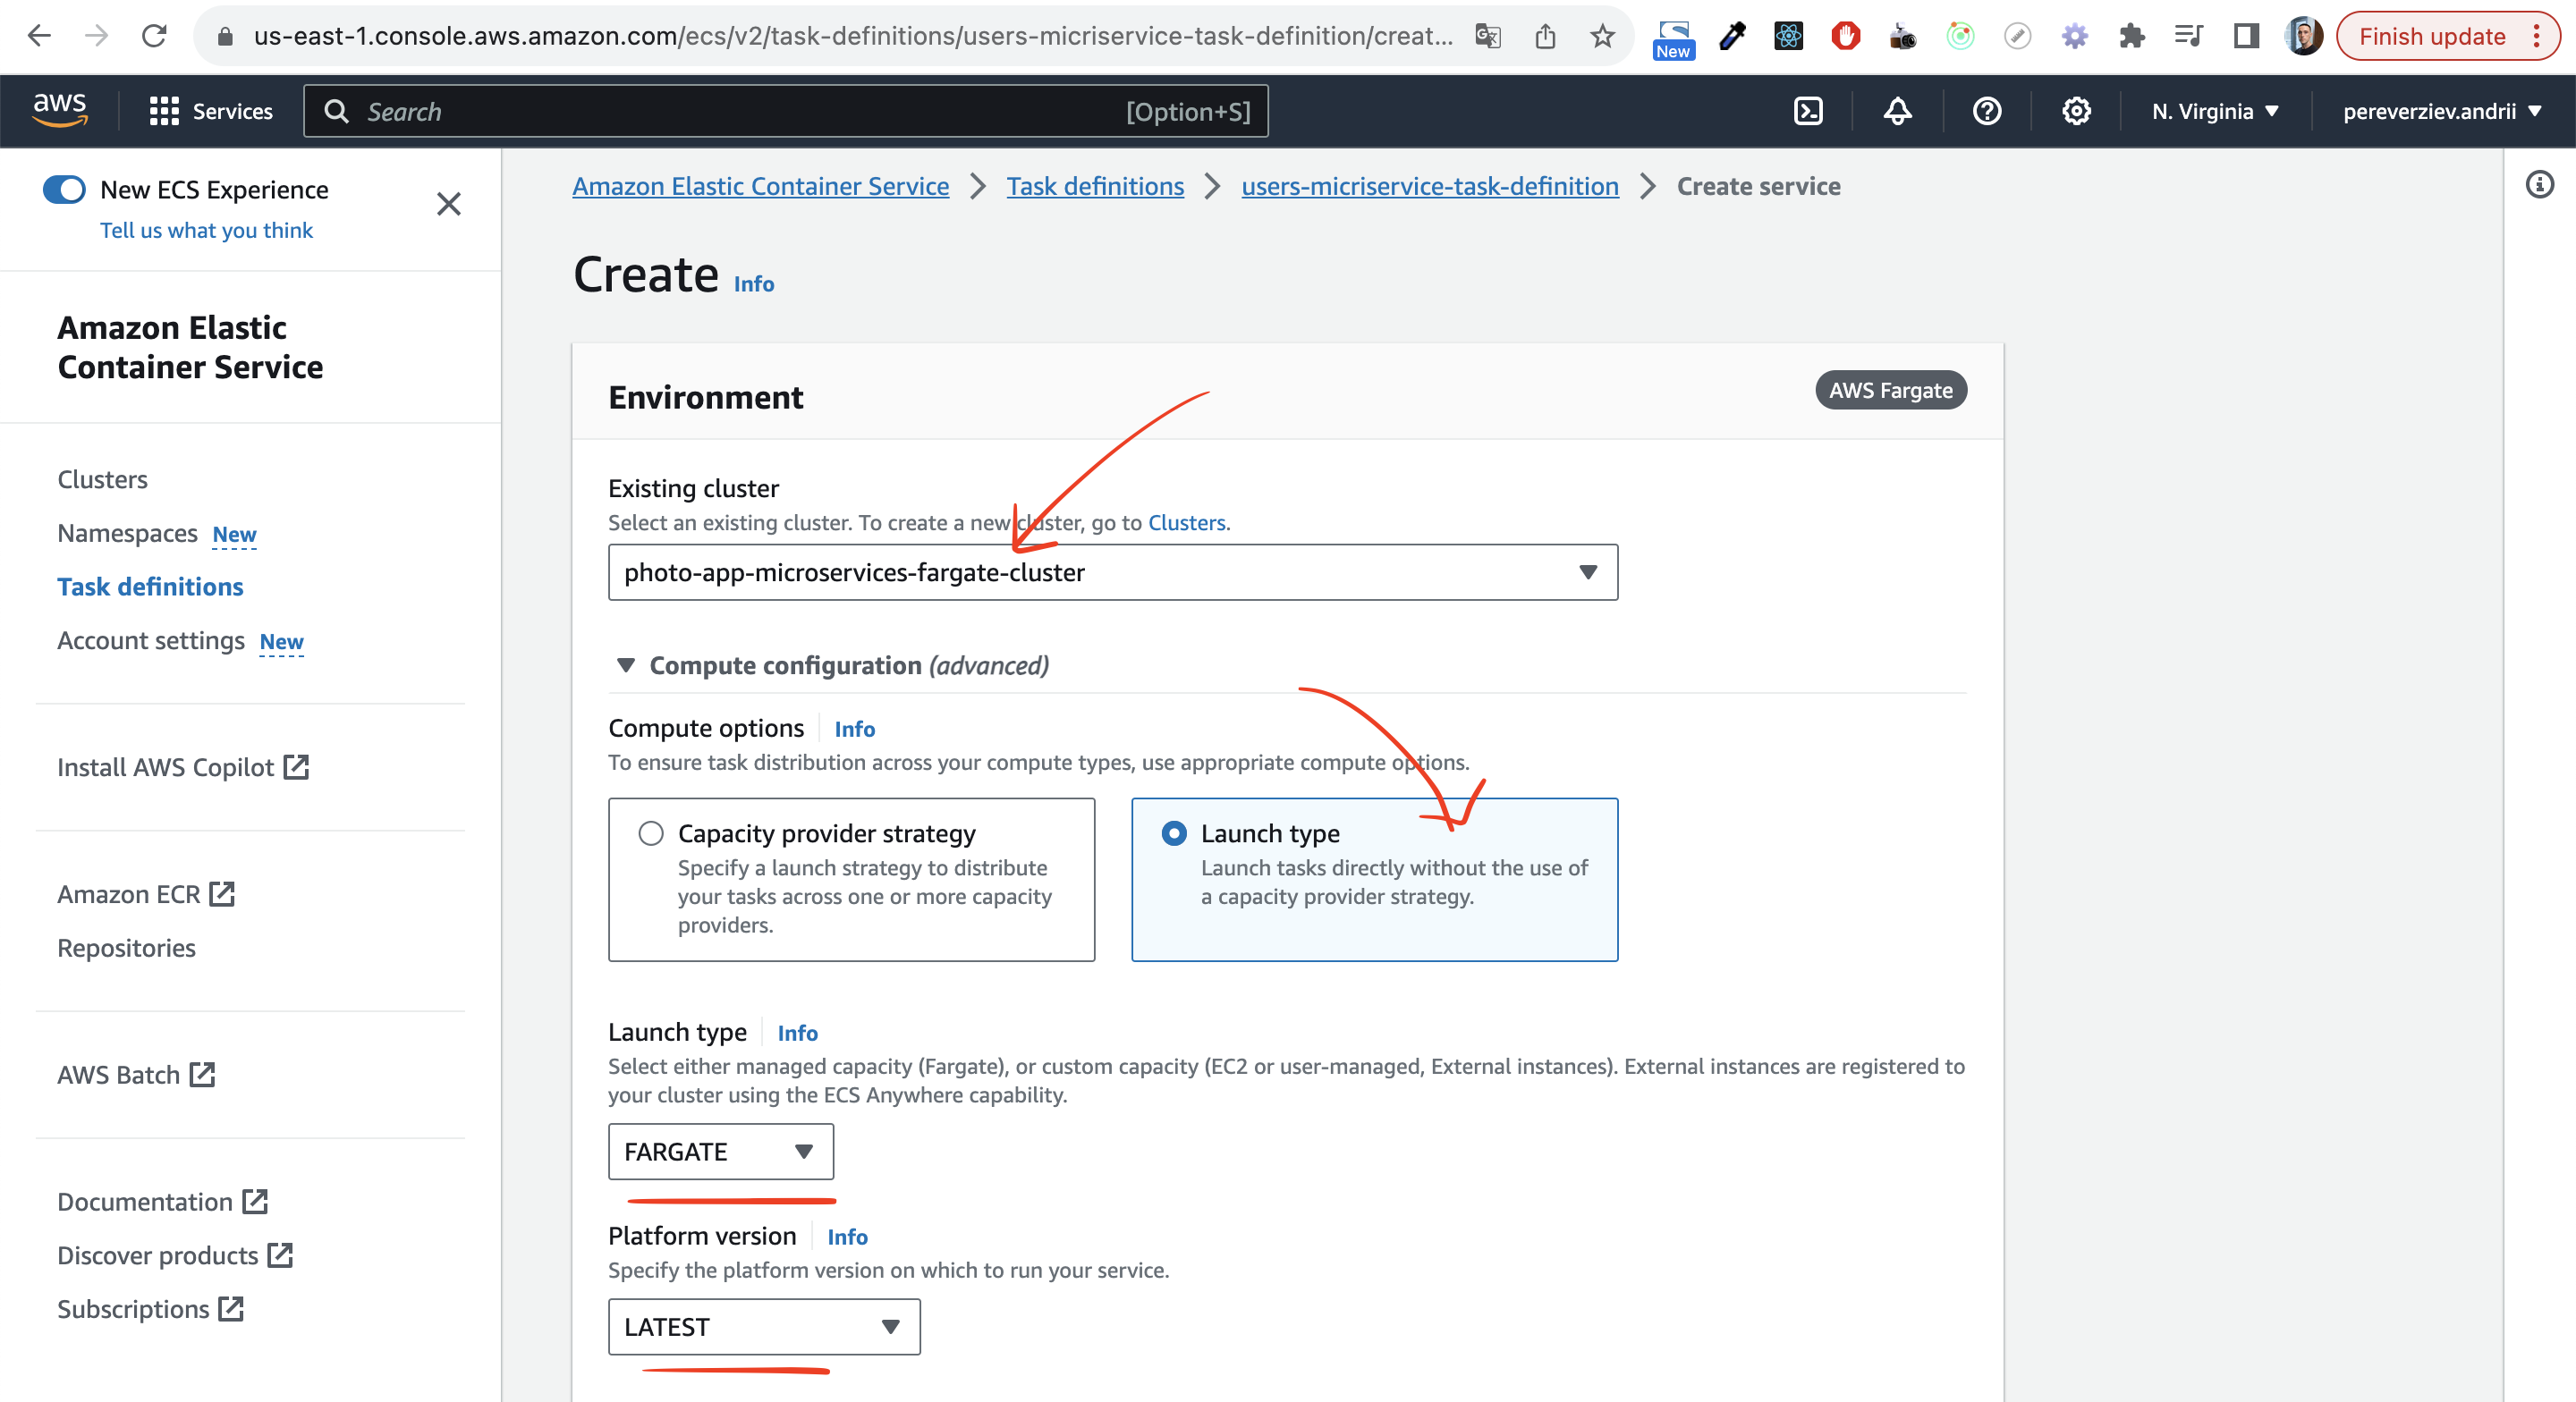 us-east-1.console.aws.amazon.com/ecs/v2/task-definitions/users-micriservice-task-definition/creat...
New
Finish update
aws
Services
Search
[Option+S]
N. Virginia
pereverziev.andrii
New ECS Experience
Tell us what you think
Amazon Elastic
Container Service
Clusters
Namespaces New
Task definitions
Account settings New
Install AWS Copilot
Amazon ECR
Repositories
AWS Batch
Documentation
Discover products
Subscriptions
Amazon Elastic Container Service
Task definitions
users-micriservice-task-definition
Create service
Create Info
Environment
AWS Fargate
Existing cluster
Select an existing cluster. To create a new cluster, go to Clusters.
photo-app-microservices-fargate-cluster
Compute configuration (advanced)
Compute options Info
To ensure task distribution across your compute types, use appropriate compute options.
Capacity provider strategy
Specify a launch strategy to distribute
your tasks across one or more capacity
providers.
Launch type
Launch tasks directly without the use of
a capacity provider strategy.
Launch type Info
Select either managed capacity (Fargate), or custom capacity (EC2 or user-managed, External instances). External instances are registered to
your cluster using the ECS Anywhere capability.
FARGATE
Platform version Info
Specify the platform version on which to run your service.
LATEST